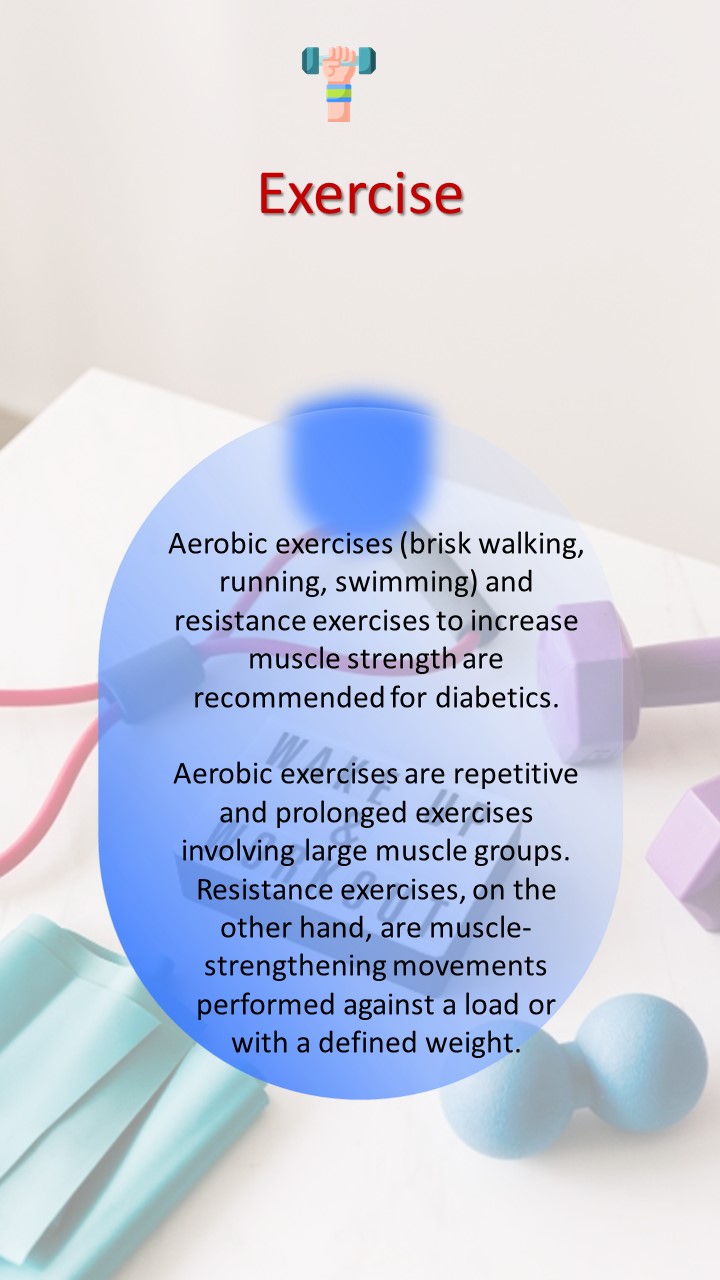 Exercise
Aerobic exercises (brisk walking,
running, swimming) and
resistance exercises to increase
muscle strength are
recommended for diabetics.
Aerobic exercises are repetitive
and prolonged exercises
involving large muscle groups.
Resistance exercises, on the
other hand, are muscle-
strengthening movements
performed against a load or
with a defined weight.
WAKE UP
&
WORKOUT